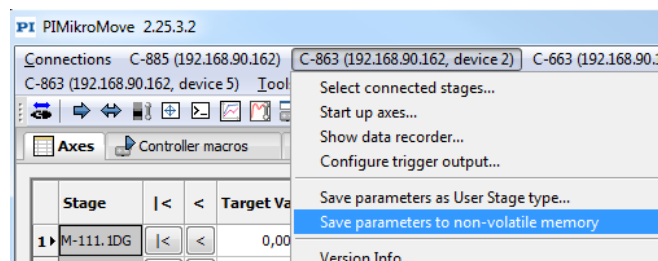 PI PIMikroMove 2.25.3.2
Connections C-885 (192.168.90.162) C-863 (192.168.90.162, device 2) C-663 (192.168.90.
C-863 (192.168.90.162, device 5) Tool
Select connected stages...
Start up axes...
Show data recorder...
Configure trigger output...
Axes Controller macros
Save parameters as User Stage type...
Stage |< < Target Va
Save parameters to non-volatile memory
1 M-111.1DG |< < 0,00
Version Info